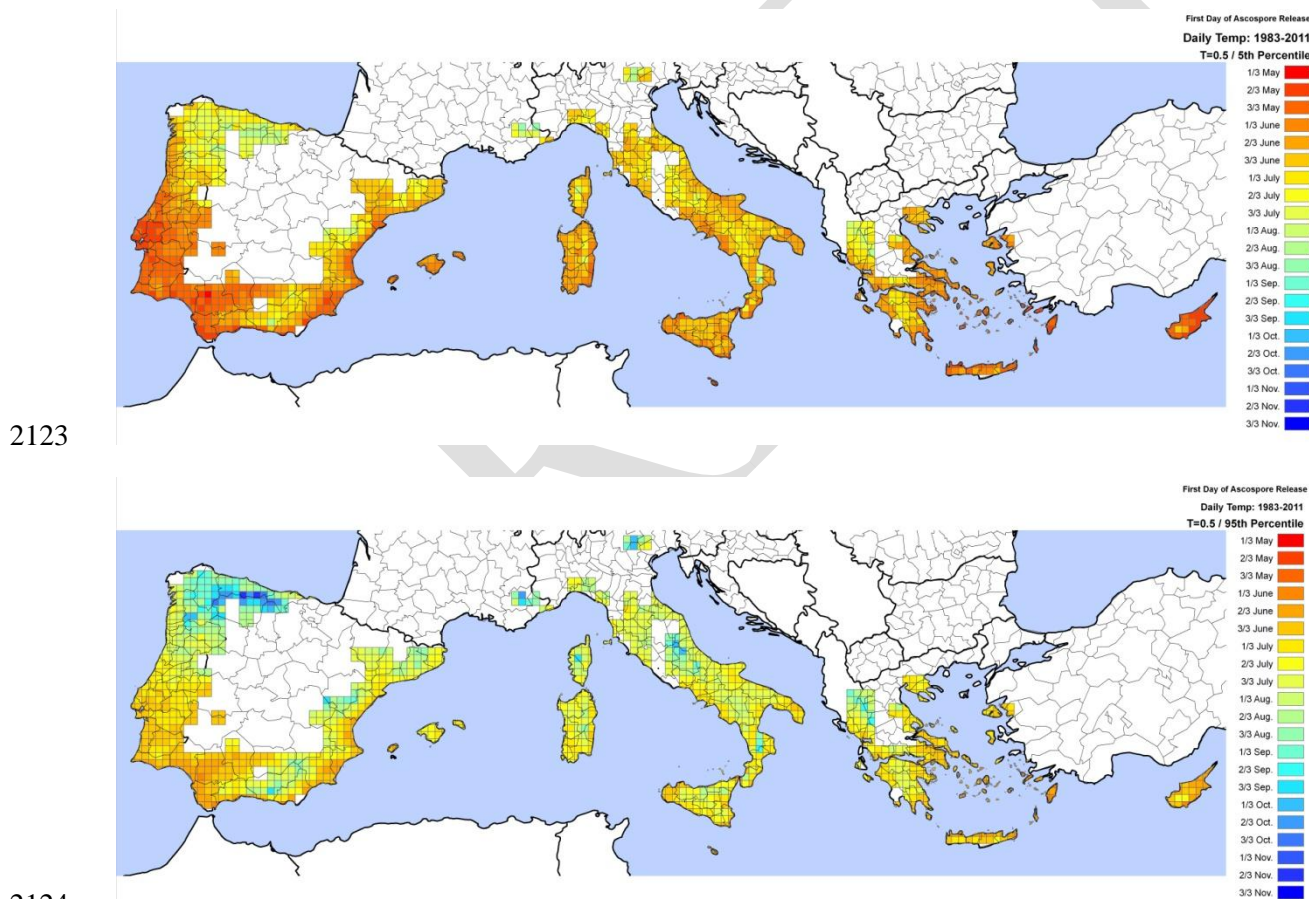 First Day of Ascospore Release
Daily Temp: 1983-2011
T=0.5 / 5th Percentile
1/3 May
2/3 May
3/3 May
1/3 June
2/3 June
3/3 June
1/3 July
2/3 July
3/3 July
1/3 Aug.
2/3 Aug.
3/3 Aug.
1/3 Sep.
2/3 Sep.
3/3 Sep.
1/3 Oct.
2/3 Oct.
3/3 Oct.
1/3 Nov.
2/3 Nov.
3/3 Nov.
2123
First Day of Ascospore Release
Daily Temp: 1983-2011
T=0.5 / 95th Percentile
1/3 May
2/3 May
3/3 May
1/3 June
2/3 June
3/3 June
1/3 July
2/3 July
3/3 July
1/3 Aug.
2/3 Aug.
3/3 Aug.
1/3 Sep.
2/3 Sep.
3/3 Sep.
1/3 Oct.
2/3 Oct.
3/3 Oct.
1/3 Nov.
2/3 Nov.
3/3 Nov.
2124